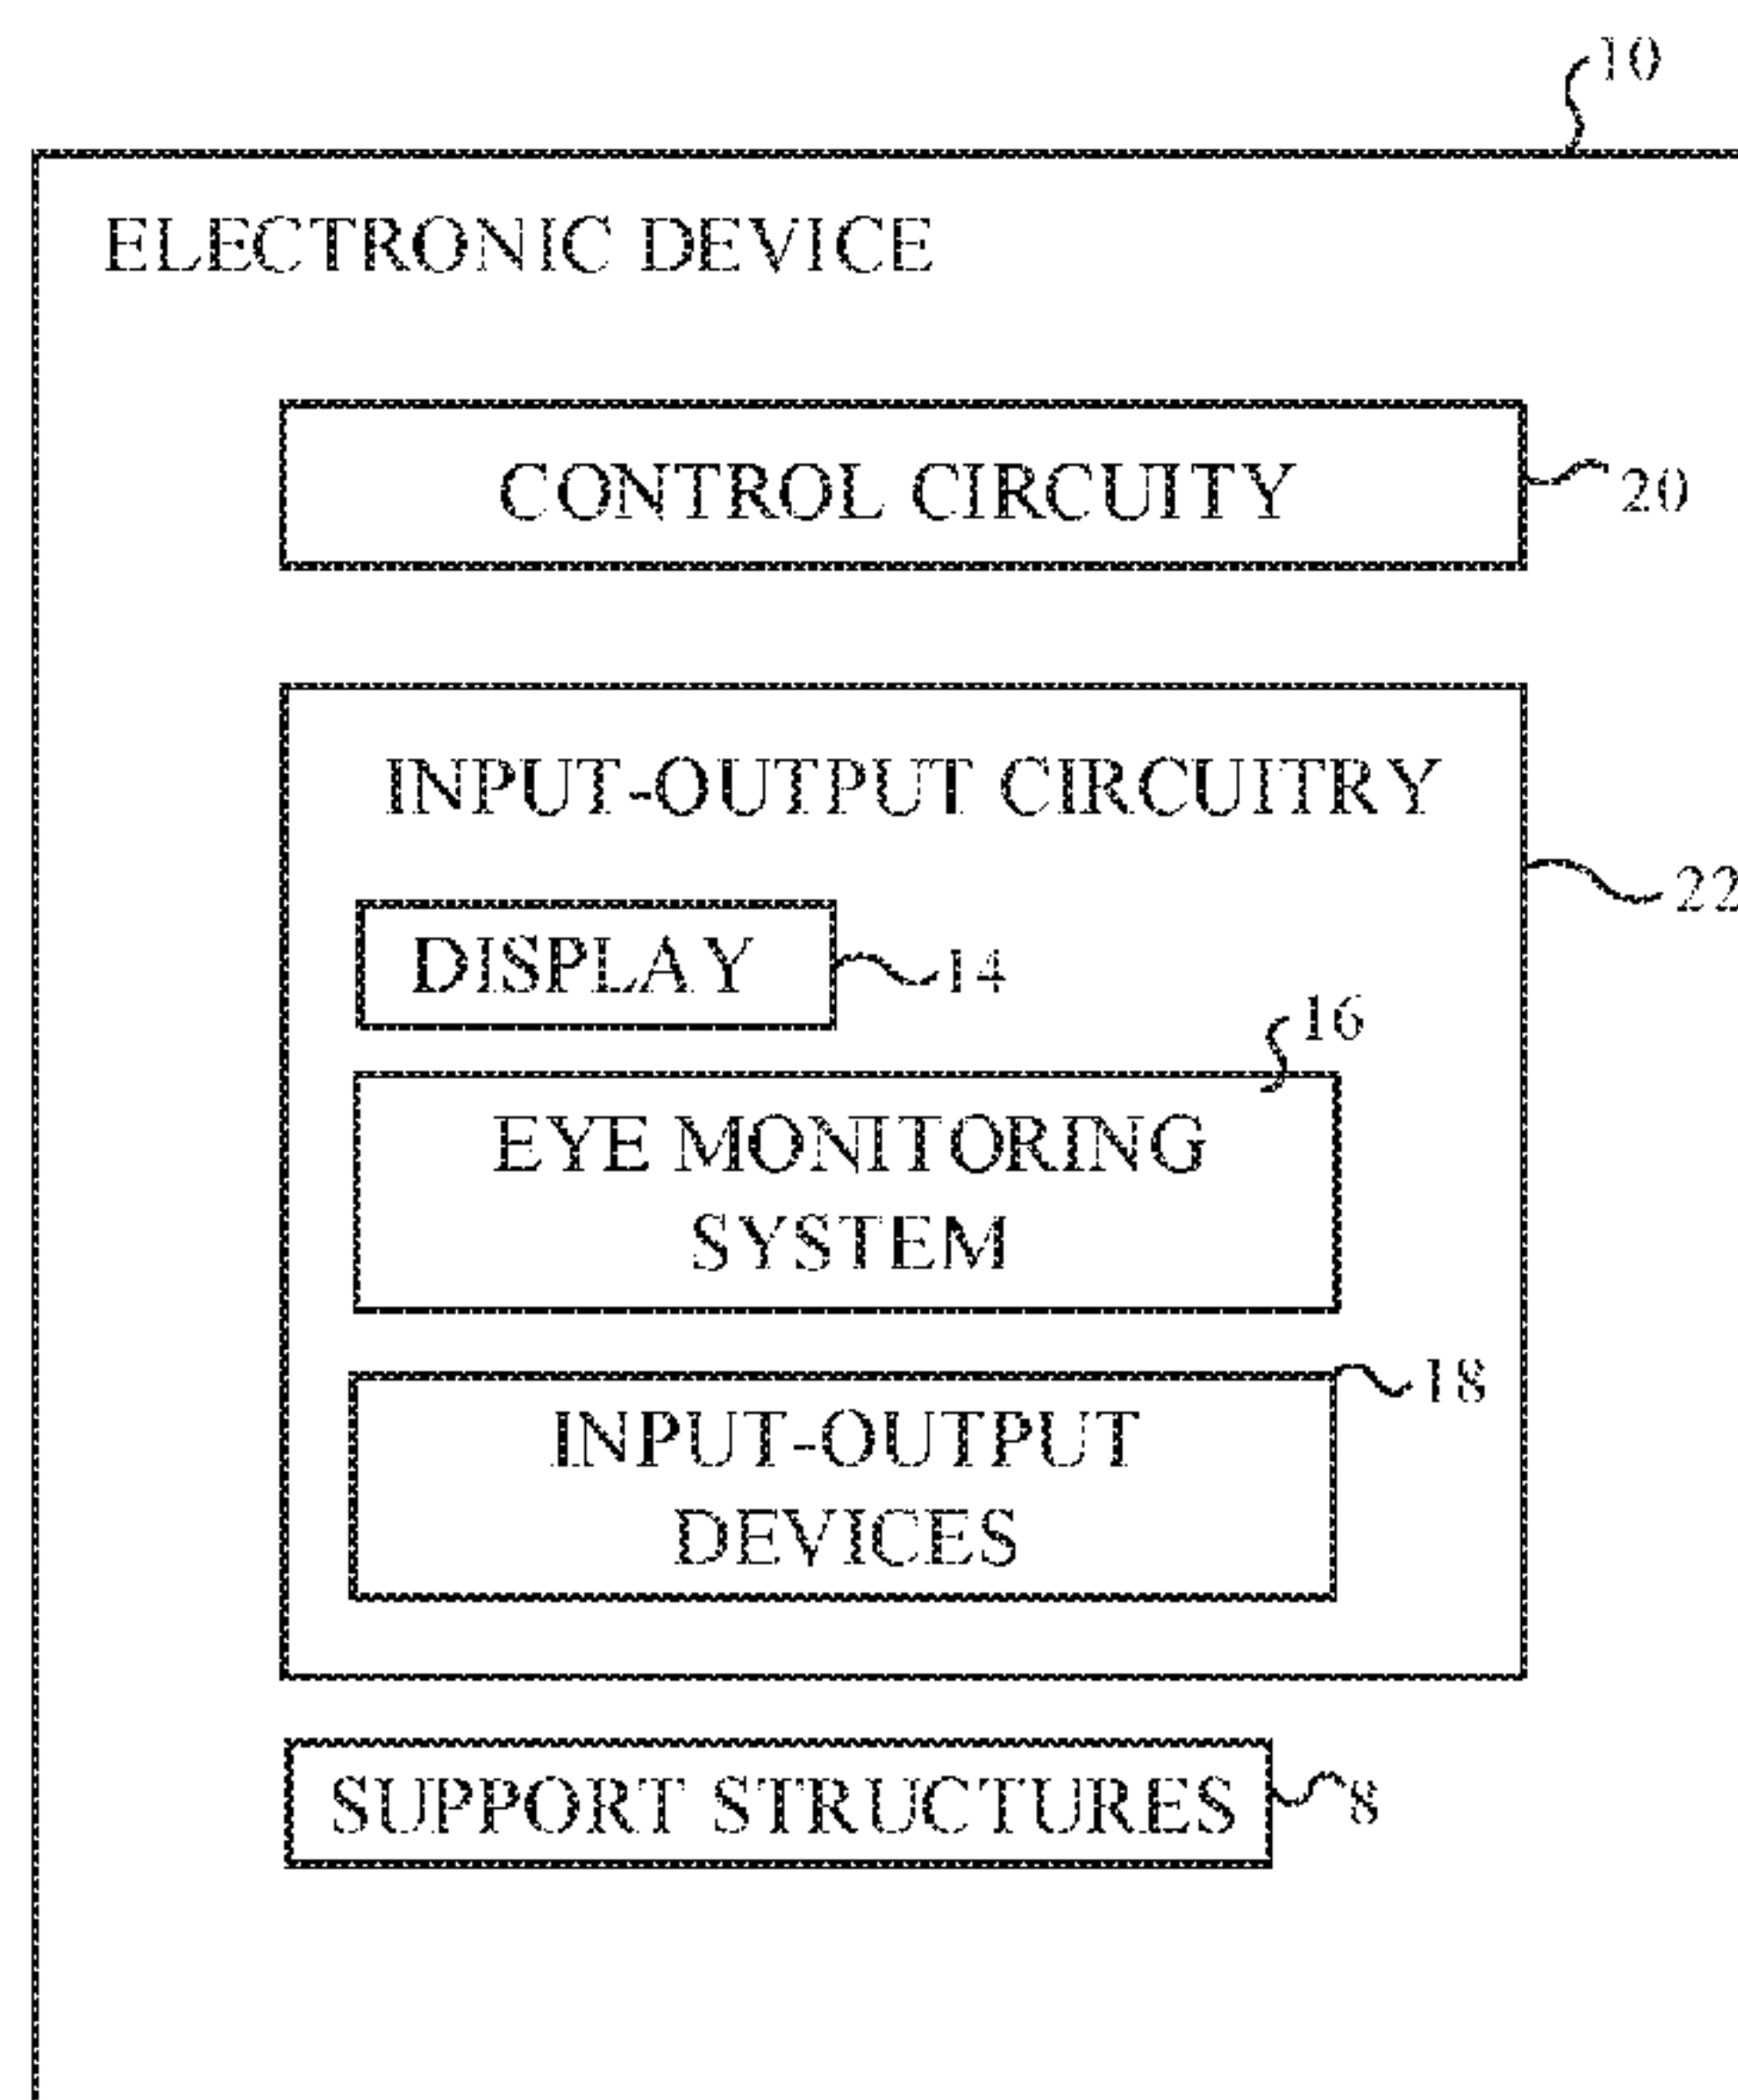 10
ELECTRONIC DEVICE
CONTROL CIRCUITY
20
INPUT-OUTPUT CIRCUITRY
22
DISPLAY
14
16
EYE MONITORING
SYSTEM
18
INPUT-OUTPUT
DEVICES
SUPPORT STRUCTURES
8